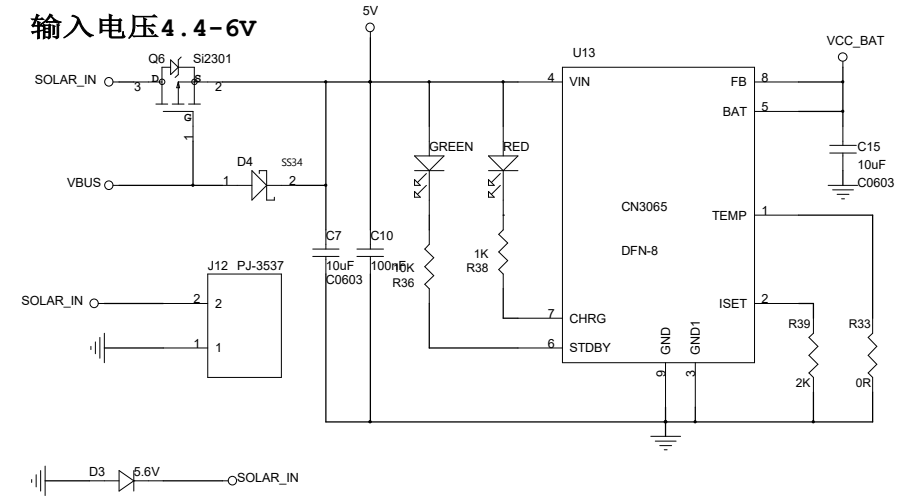 输入电压4.4-6V
5V
Q6 Si2301
U13
VCC_BAT
SOLAR_IN
3 D S 2
4 VIN
FB 8
G
BAT 5
1
C15
10uF
C0603
GREEN
RED
D4 SS34
VBUS
1 2
CN3065
TEMP 1
DFN-8
C7
10uF
C0603
C10
100nF
10K
R36
1K
R38
J12 PJ-3537
SOLAR_IN
2 2
1 1
ISET 2
R39
2K
R33
0R
7 CHRG
6 STDBY
GND
GND1
9
3
D3 5.6V
SOLAR_IN